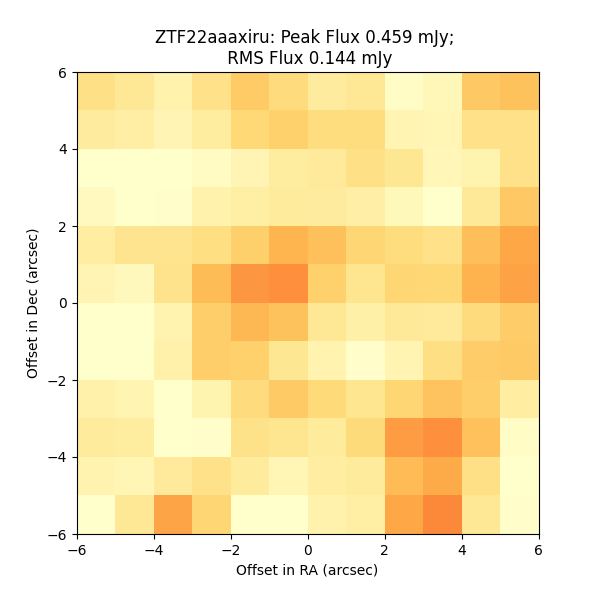 ZTF22aaaxiru: Peak Flux 0.459 mJy;
RMS Flux 0.144 mJy
6
4
2
0
−2
−4
−6
Offset in Dec (arcsec)
−6 −4 −2 0 2 4 6
Offset in RA (arcsec)